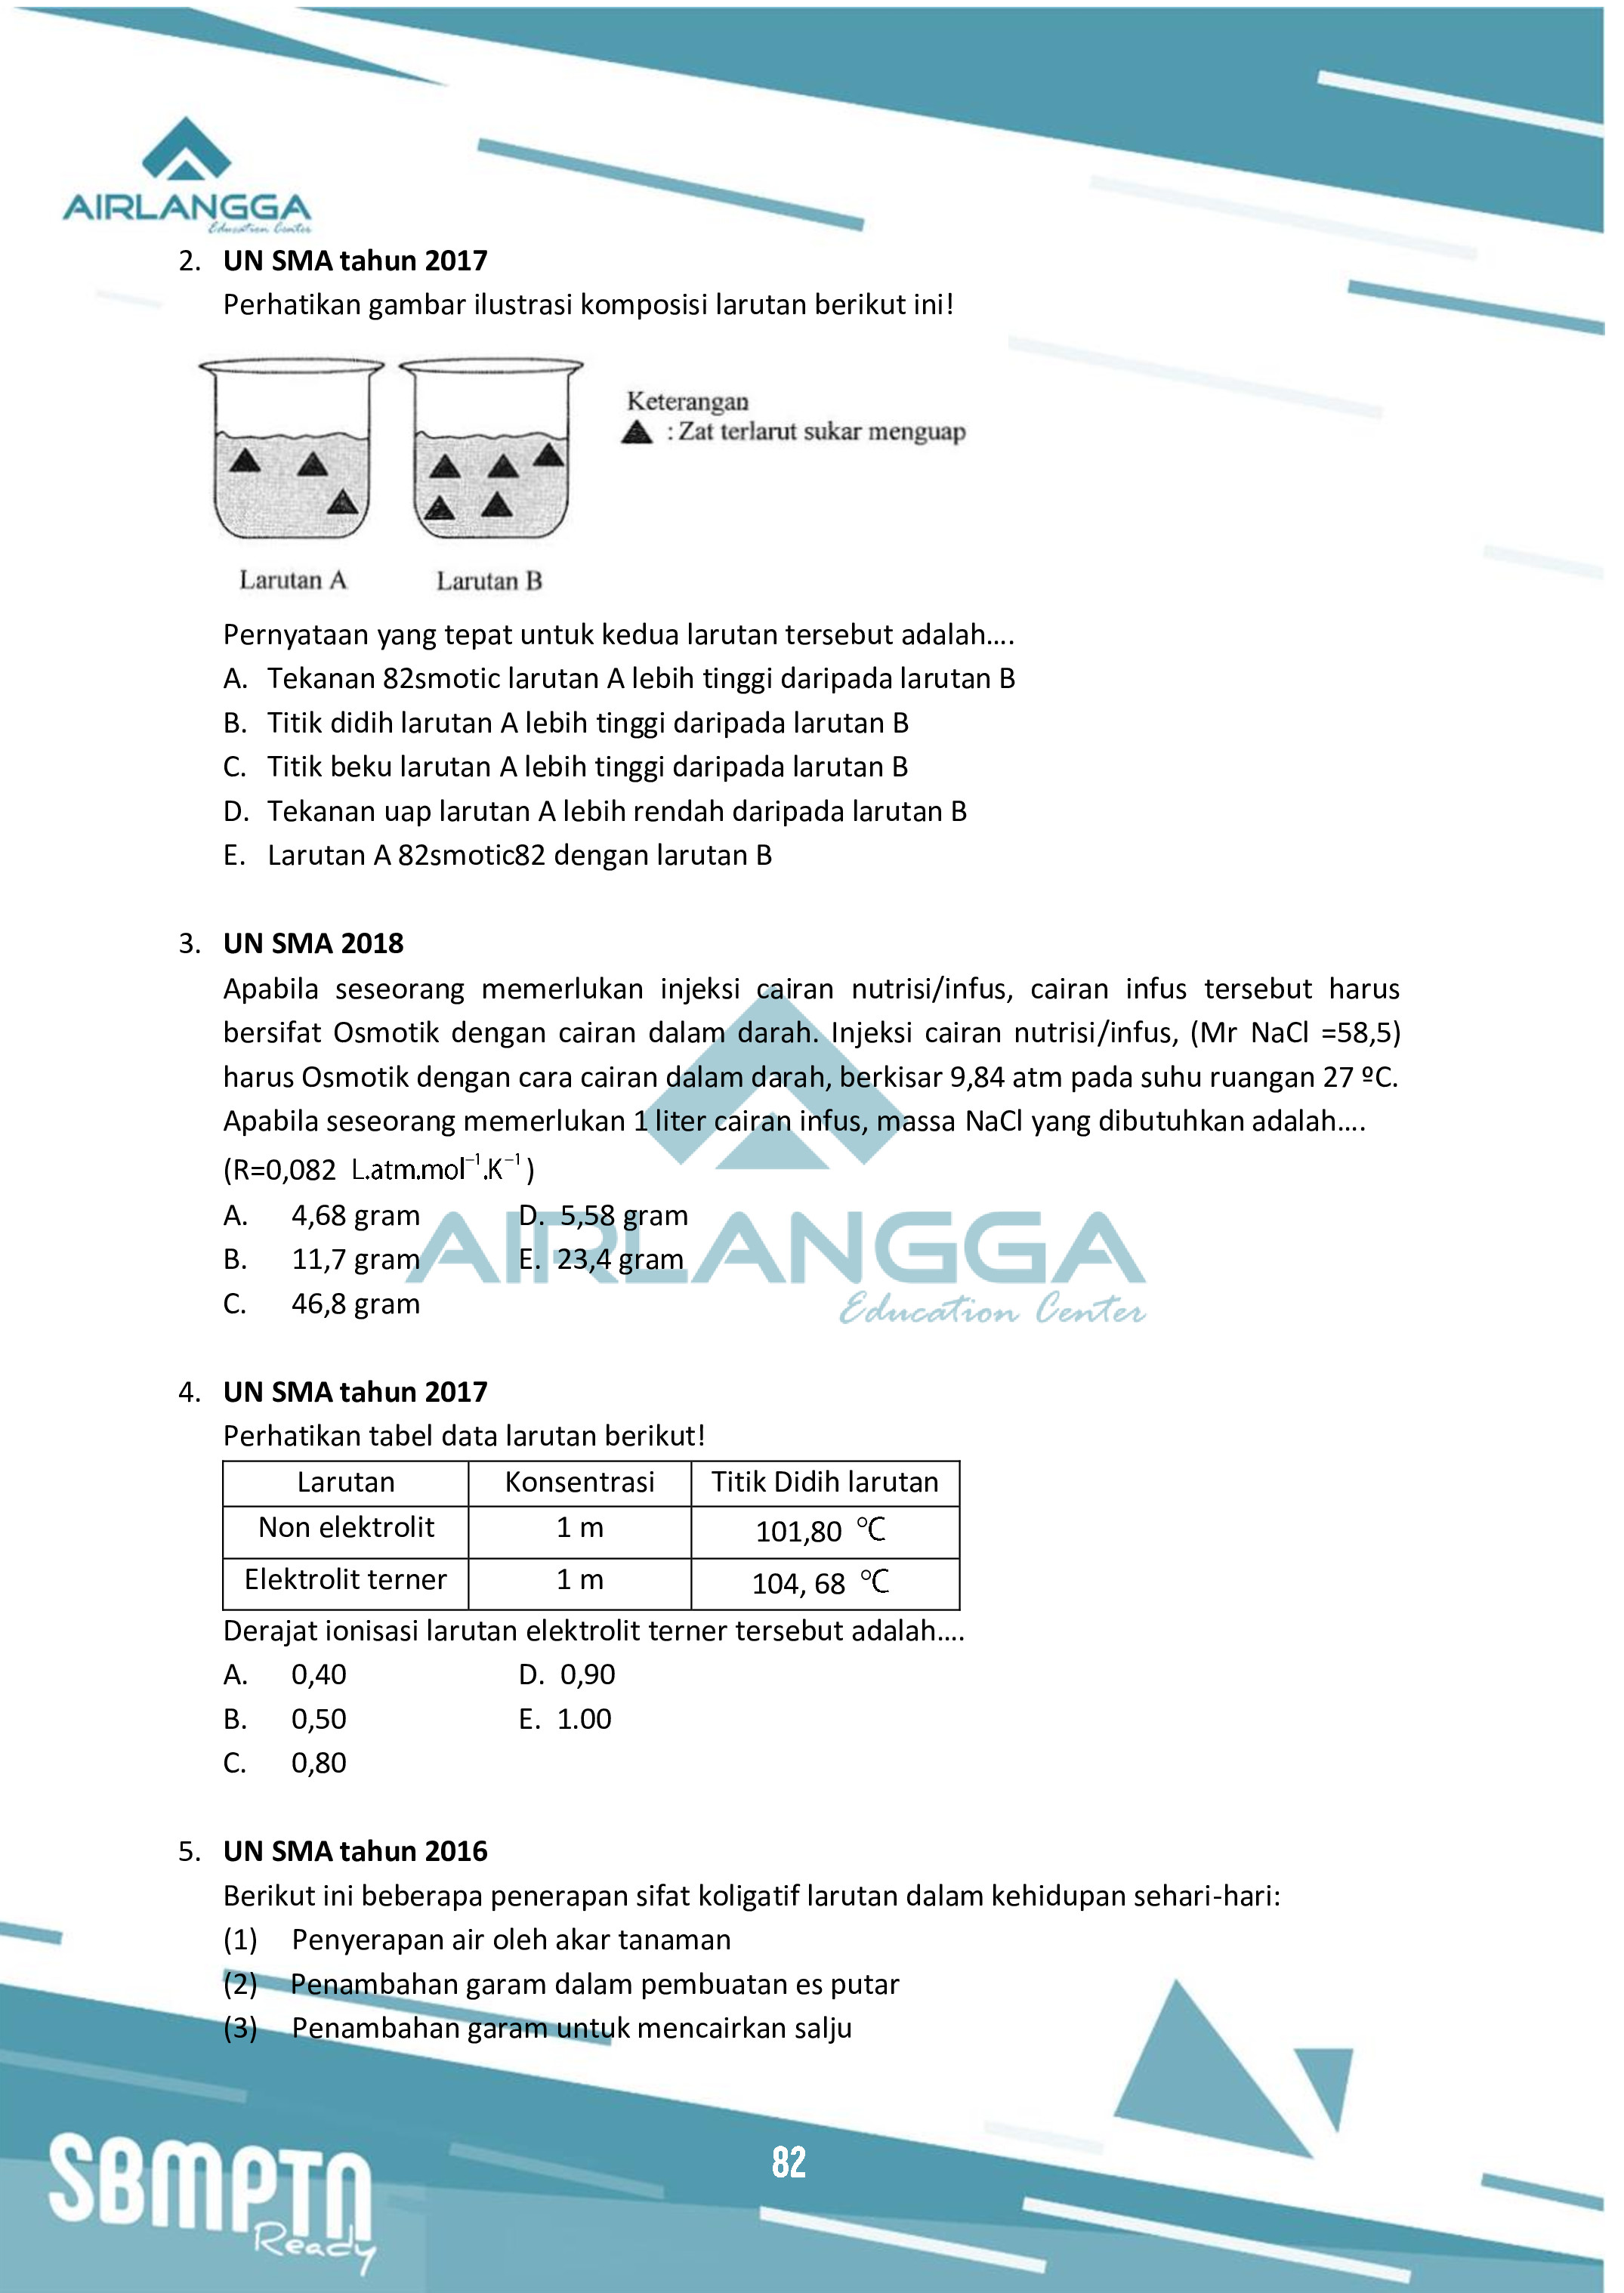 AIRLANGGA
Education Center
2. UN SMA tahun 2017
Perhatikan gambar ilustrasi komposisi larutan berikut ini!
Keterangan
▲ : Zat terlarut sukar menguap
Larutan A
Larutan B
Pernyataan yang tepat untuk kedua larutan tersebut adalah....
A. Tekanan 82smotic larutan A lebih tinggi daripada larutan B
B. Titik didih larutan A lebih tinggi daripada larutan B
C. Titik beku larutan A lebih tinggi daripada larutan B
D. Tekanan uap larutan A lebih rendah daripada larutan B
E. Larutan A 82smotic82 dengan larutan B
3. UN SMA 2018
Apabila seseorang memerlukan injeksi cairan nutrisi/infus, cairan infus tersebut harus
bersifat Osmotik dengan cairan dalam darah. Injeksi cairan nutrisi/infus, (Mr NaCl =58,5)
harus Osmotik dengan cara cairan dalam darah, berkisar 9,84 atm pada suhu ruangan 27 ºC.
Apabila seseorang memerlukan 1 liter cairan infus, massa NaCl yang dibutuhkan adalah....
(R=0,082 L.atm.mol⁻¹.K⁻¹)
A. 4,68 gram D. 5,58 gram
B. 11,7 gram E. 23,4 gram
C. 46,8 gram
AIRLANGGA
Education Center
4. UN SMA tahun 2017
Perhatikan tabel data larutan berikut!
Larutan Konsentrasi Titik Didih larutan
Non elektrolit 1 m 101,80 °C
Elektrolit terner 1 m 104, 68 °C
Derajat ionisasi larutan elektrolit terner tersebut adalah....
A. 0,40 D. 0,90
B. 0,50 E. 1.00
C. 0,80
5. UN SMA tahun 2016
Berikut ini beberapa penerapan sifat koligatif larutan dalam kehidupan sehari-hari:
(1) Penyerapan air oleh akar tanaman
(2) Penambahan garam dalam pembuatan es putar
(3) Penambahan garam untuk mencairkan salju
SBMPTN
Ready
82